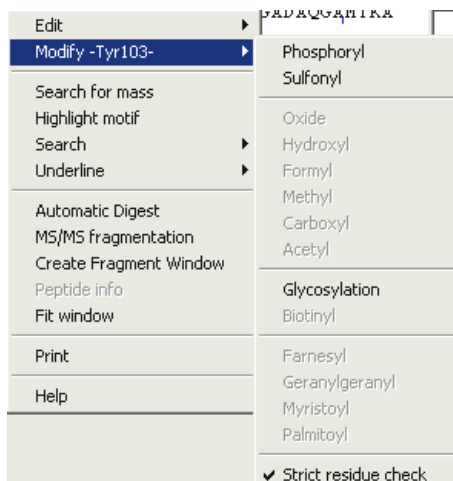 GADAQGAMTKA
Edit
Modify -Tyr103-
Search for mass
Highlight motif
Search
Underline
Automatic Digest
MS/MS fragmentation
Create Fragment Window
Peptide info
Fit window
Print
Help
Phosphoryl
Sulfonyl
Oxide
Hydroxyl
Formyl
Methyl
Carboxyl
Acetyl
Glycosylation
Biotinyl
Farnesyl
Geranylgeranyl
Myristoyl
Palmitoyl
Strict residue check